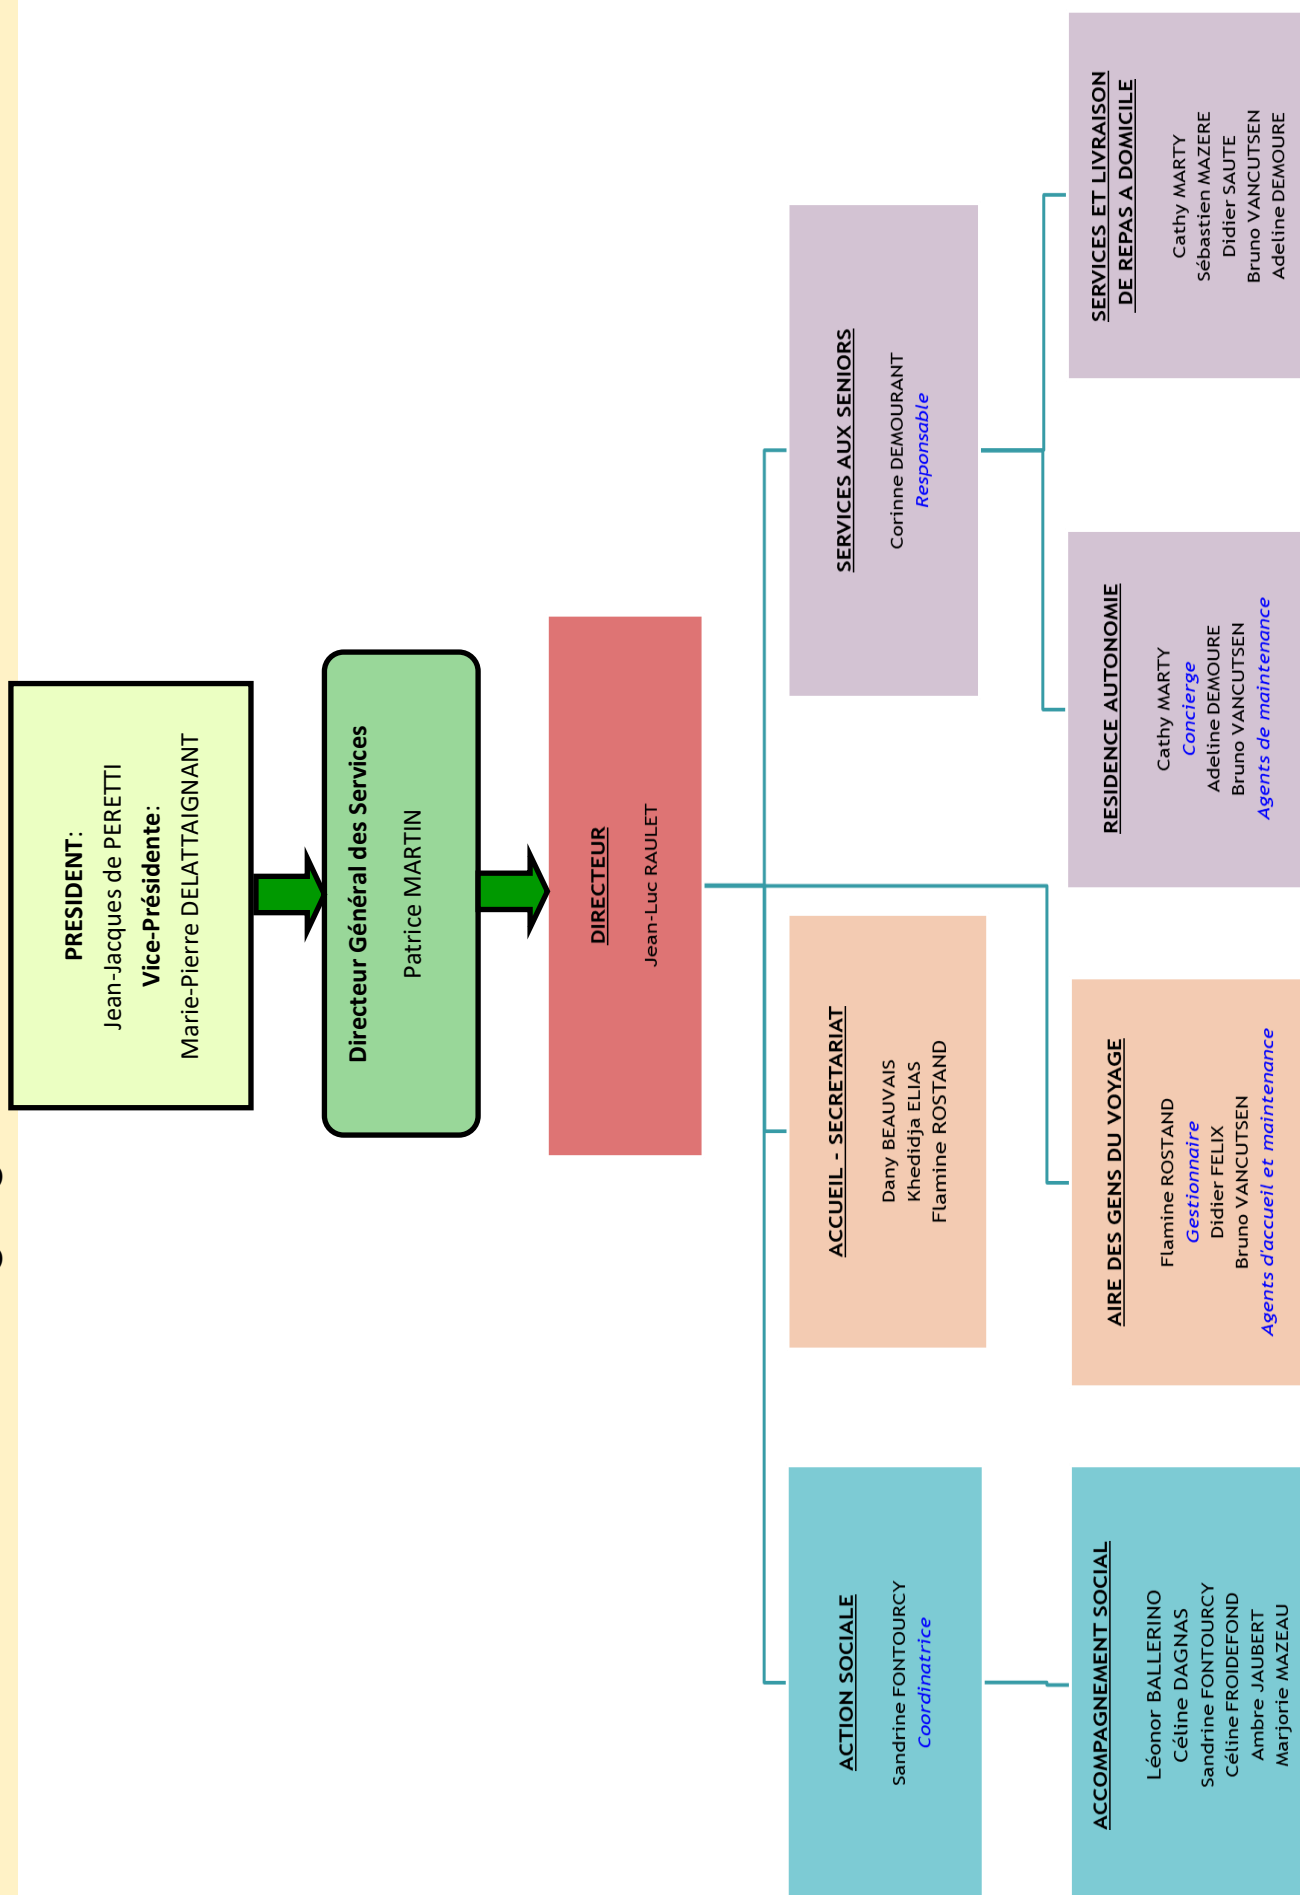 PRESIDENT:
Jean-Jacques de PERETTI
Vice-Présidente:
Marie-Pierre DELATTAIGNANT
Directeur Général des Services
Patrice MARTIN
DIRECTEUR
Jean-Luc RAULET
ACTION SOCIALE
Sandrine FONTOURCY
Coordinatrice
ACCUEIL - SECRETARIAT
Dany BEAUVAIS
Khedidja ELIAS
Flamine ROSTAND
SERVICES AUX SENIORS
Corinne DEMOURANT
Responsable
ACCOMPAGNEMENT SOCIAL
Léonor BALLERINO
Céline DAGNAS
Sandrine FONTOURCY
Céline FROIDEFOND
Ambre JAUBERT
Marjorie MAZEAU
AIRE DES GENS DU VOYAGE
Flamine ROSTAND
Gestionnaire
Didier FELIX
Bruno VANCUTSEN
Agents d'accueil et maintenance
RESIDENCE AUTONOMIE
Cathy MARTY
Concierge
Adeline DEMOURE
Bruno VANCUTSEN
Agents de maintenance
SERVICES ET LIVRAISON
DE REPAS A DOMICILE
Cathy MARTY
Sébastien MAZERE
Didier SAUTE
Bruno VANCUTSEN
Adeline DEMOURE